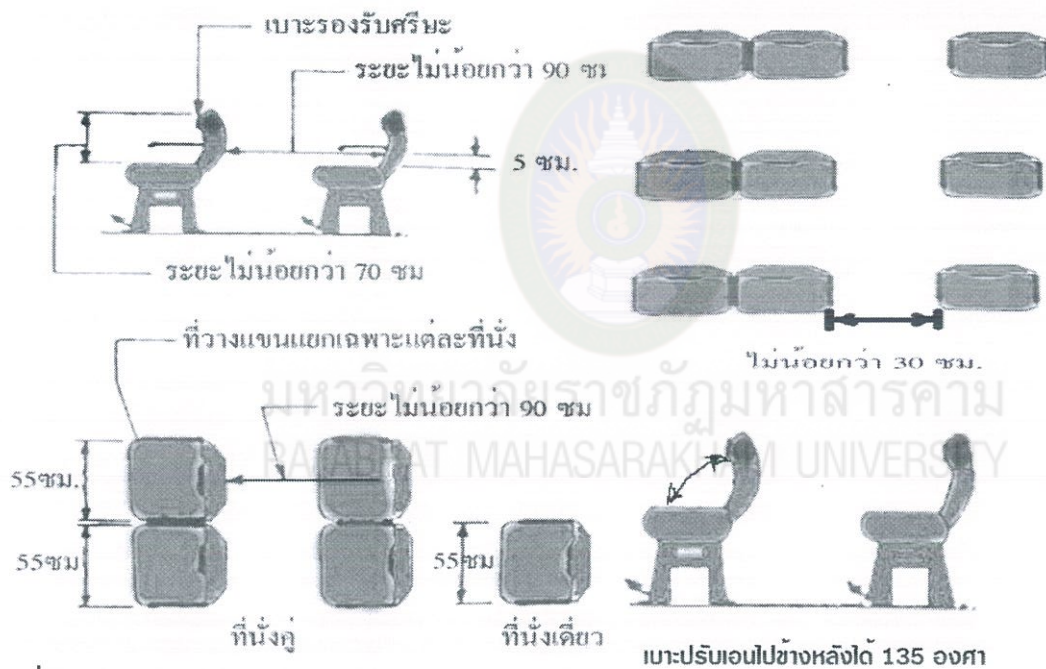 เบาะรองรับศรีษะ
ระยะไม่น้อยกว่า 90 ซม
5 ซม.
ระยะไม่น้อยกว่า 70 ซม
ไม่น้อยกว่า 30 ซม.
ที่วางแขนแยกเฉพาะแต่ละที่นั่ง
ระยะไม่น้อยกว่า 90 ซม
มหาวิทยาลัยราชภัฏมหาสารคาม
RAJABHAT MAHASARAKHAM UNIVERSITY
55ซม.
55ซม
55ซม
ที่นั่งคู่
ที่นั่งเดี่ยว
เบาะปรับเอนไปข้างหลังได้ 135 องศา